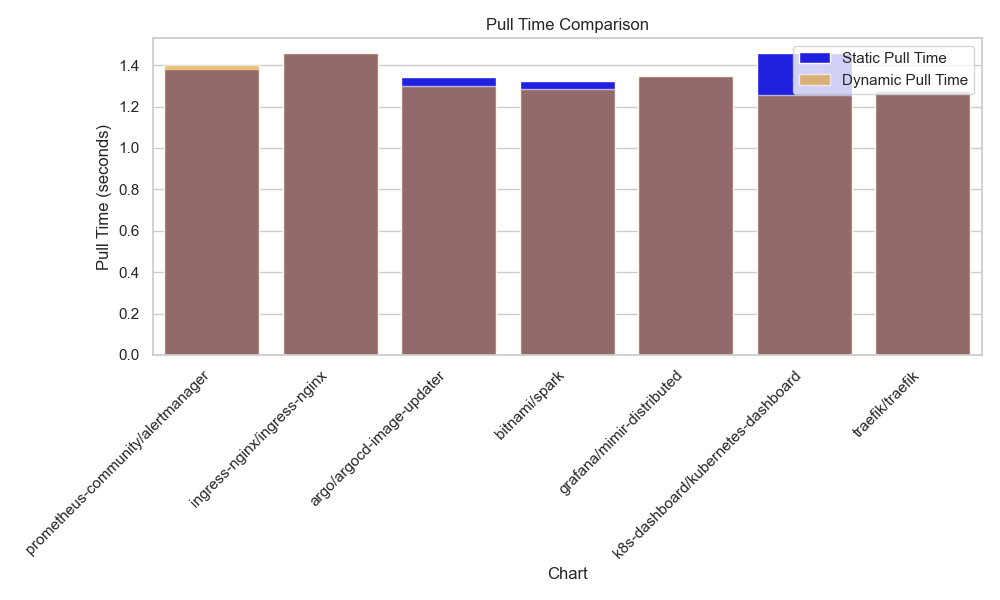 Pull Time Comparison
Static Pull Time
Dynamic Pull Time
Pull Time (seconds)
1.4
1.2
1.0
0.8
0.6
0.4
0.2
0.0
prometheus-community/alertmanager
ingress-nginx/ingress-nginx
argo/argocd-image-updater
bitnami/spark
grafana/mimir-distributed
k8s-dashboard/kubernetes-dashboard
traefik/traefik
Chart